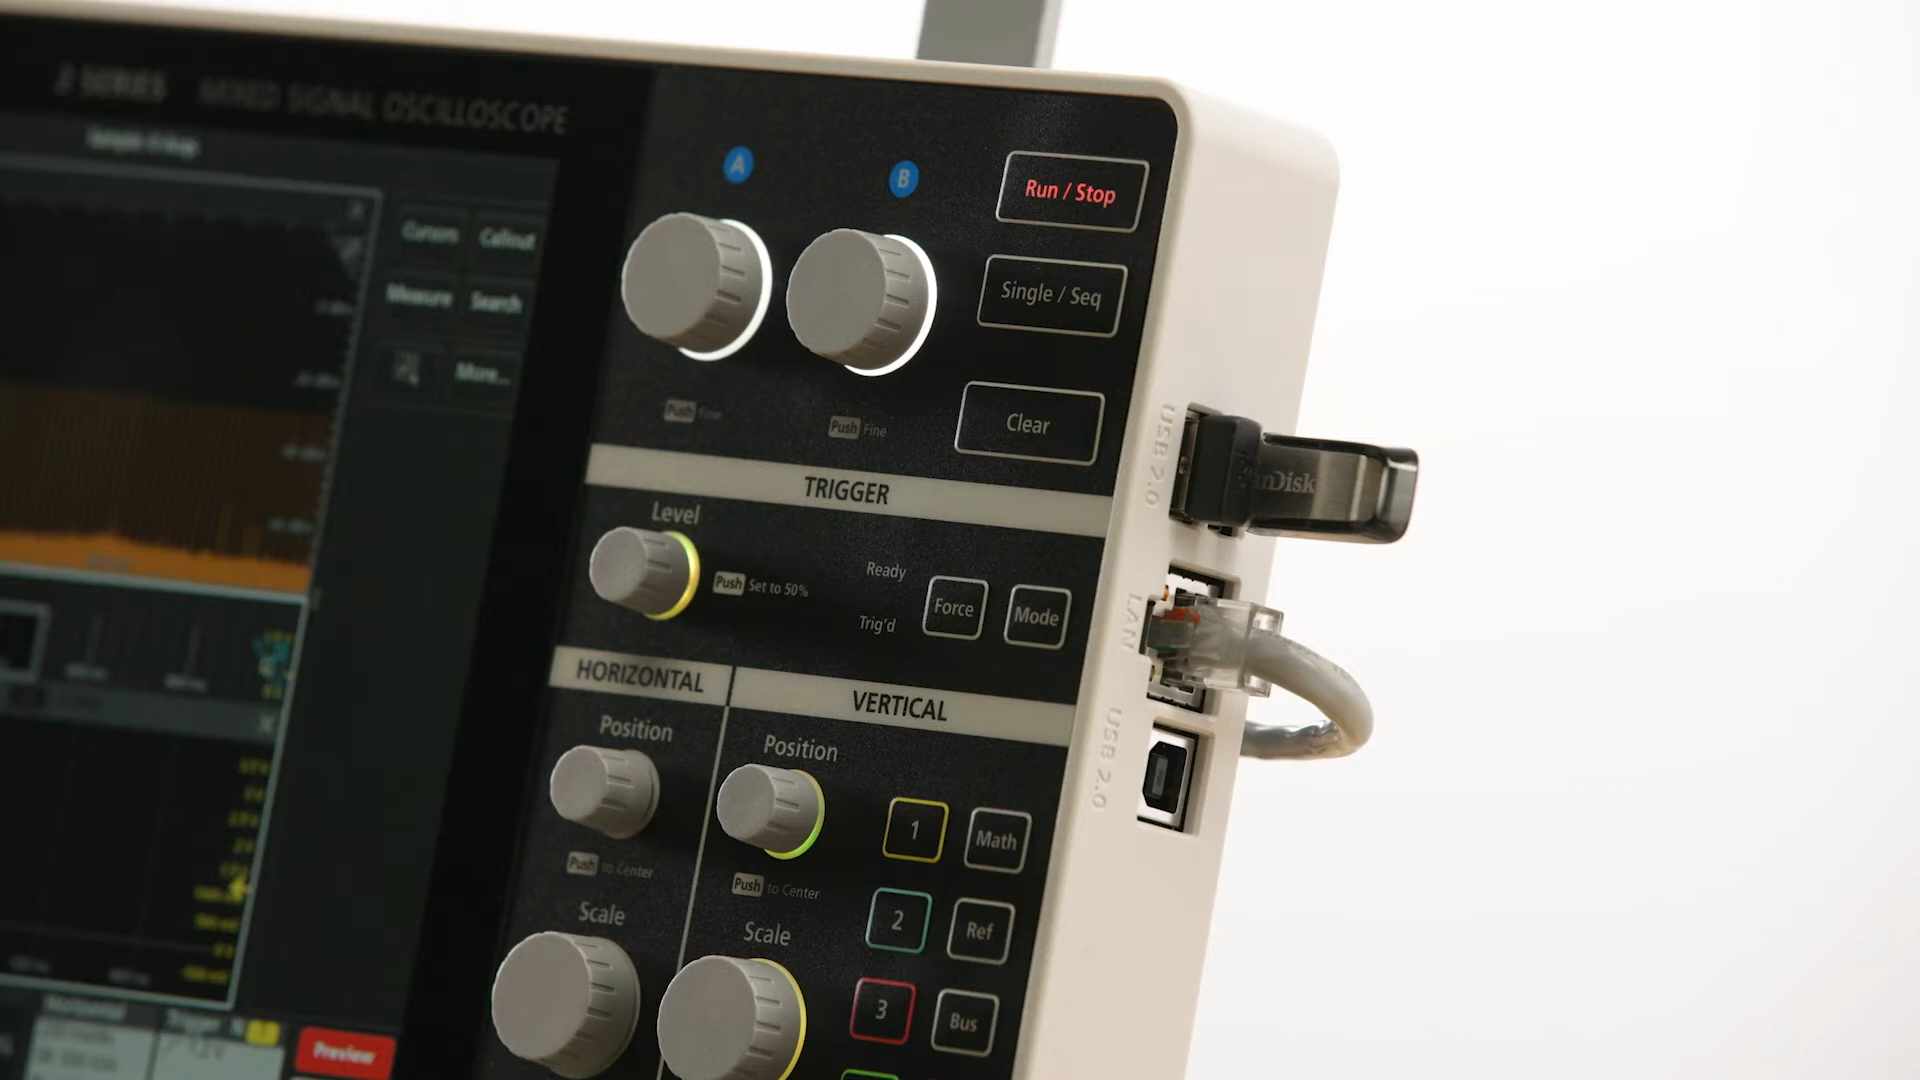 2 SERIES MIXED SIGNAL OSCILLOSCOPE
Cursors Callout
Measure Search
More...
Preview
A B
Run / Stop
Single / Seq
Push Fine
Push Fine
Clear
TRIGGER
Level
Push Set to 50%
Ready
Trig'd
Force
Mode
HORIZONTAL
Position
Push to Center
Scale
VERTICAL
Position
Push to Center
Scale
1 Math
2 Ref
3 Bus
USB 2.0
LAN
USB 2.0